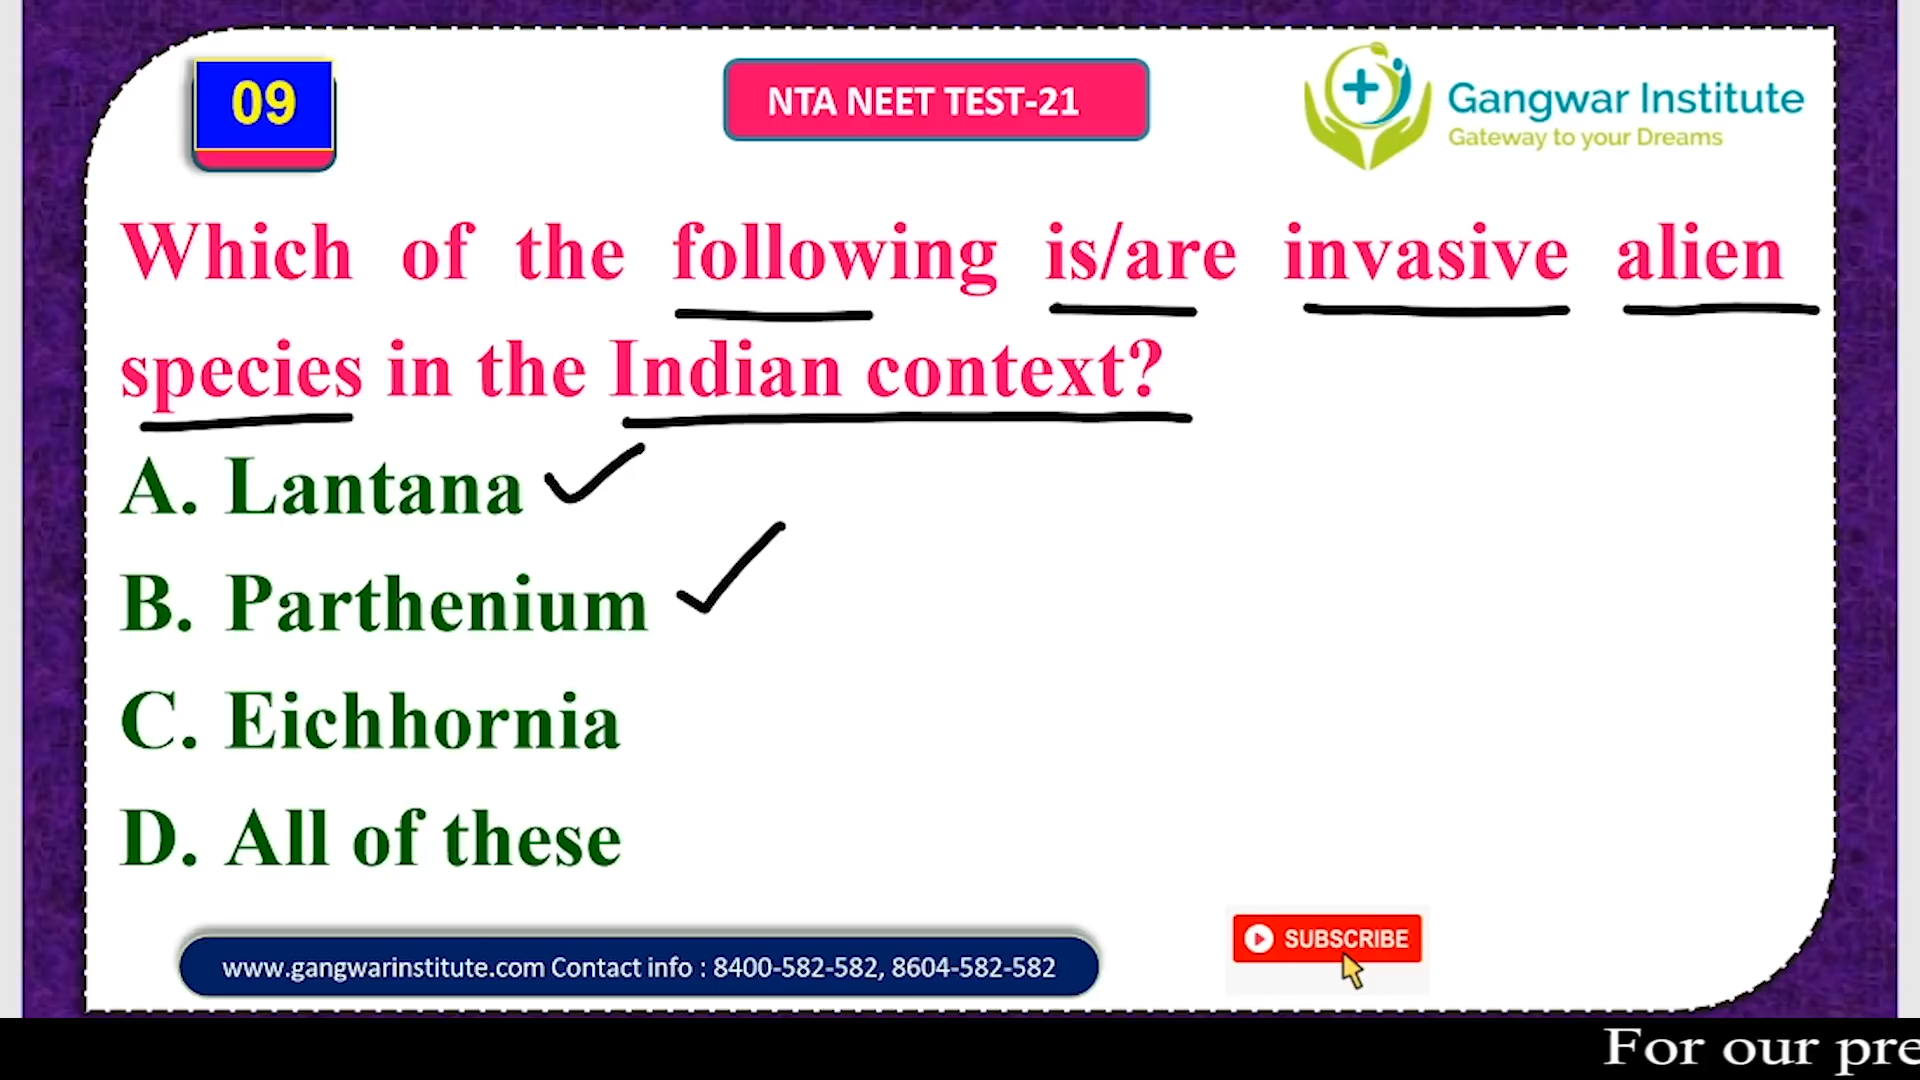 09
NTA NEET TEST-21
Gangwar Institute
Gateway to your Dreams
Which of the following is/are invasive alien
species in the Indian context?
A. Lantana
B. Parthenium
C. Eichhornia
D. All of these
www.gangwarinstitute.com Contact info : 8400-582-582, 8604-582-582
SUBSCRIBE
For our pre